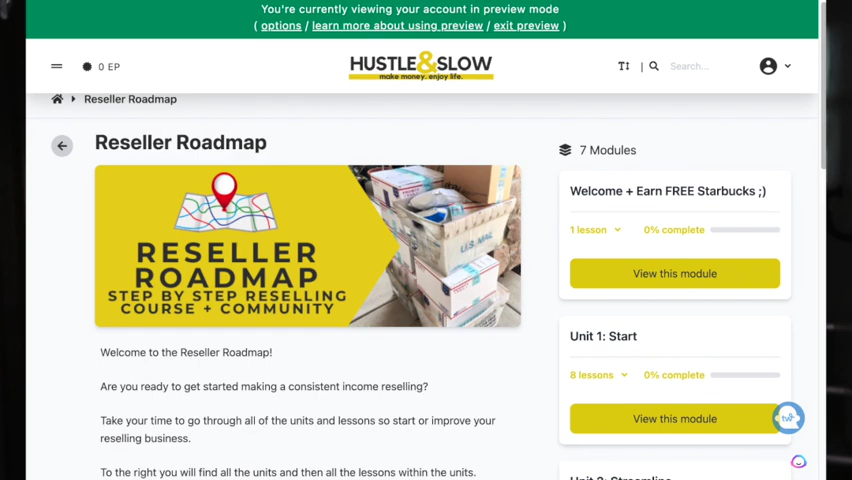 You're currently viewing your account in preview mode
( options / learn more about using preview / exit preview )
0 EP
HUSTLE&SLOW
make money. enjoy life.
Search...
Reseller Roadmap
Reseller Roadmap
RESELLER
ROADMAP
STEP BY STEP RESELLING
COURSE + COMMUNITY
U.S. MAIL
Welcome to the Reseller Roadmap!
Are you ready to get started making a consistent income reselling?
Take your time to go through all of the units and lessons so start or improve your
reselling business.
To the right you will find all the units and then all the lessons within the units.
7 Modules
Welcome + Earn FREE Starbucks ;)
1 lesson 0% complete
View this module
Unit 1: Start
8 lessons 0% complete
View this module
Unit 2: Streamline